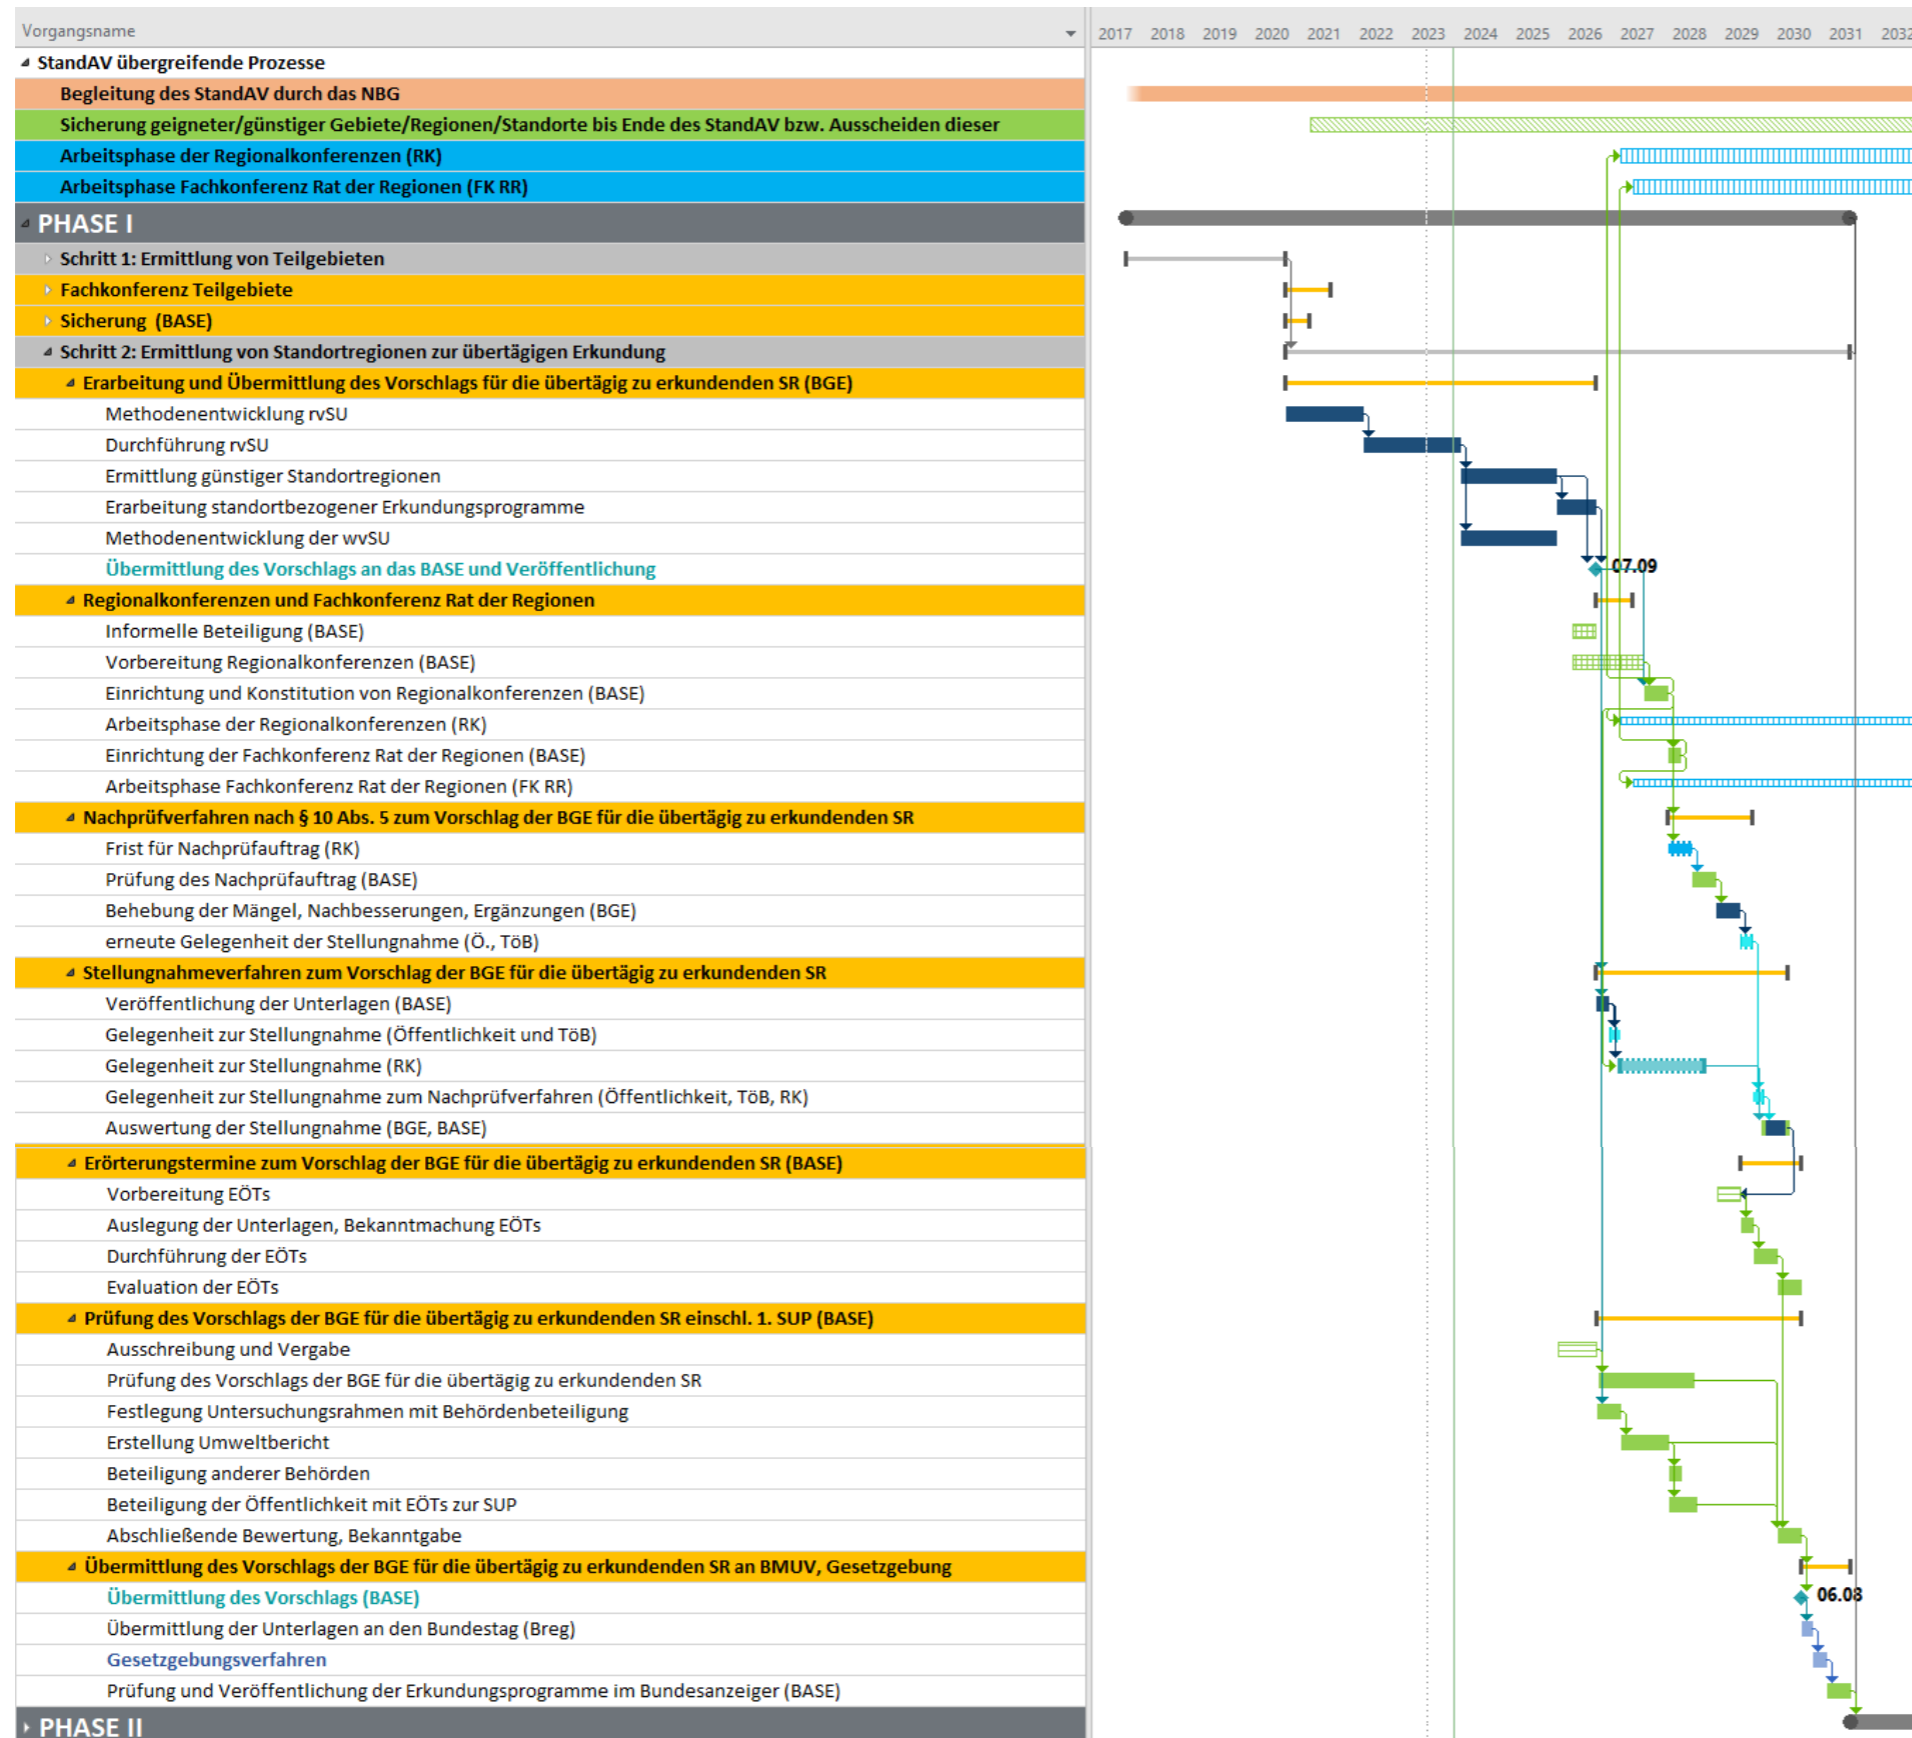 Vorgangsname
2017 2018 2019 2020 2021 2022 2023 2024 2025 2026 2027 2028 2029 2030 2031 2032
StandAV übergreifende Prozesse
Begleitung des StandAV durch das NBG
Sicherung geigneter/günstiger Gebiete/Regionen/Standorte bis Ende des StandAV bzw. Ausscheiden dieser
Arbeitsphase der Regionalkonferenzen (RK)
Arbeitsphase Fachkonferenz Rat der Regionen (FK RR)
PHASE I
Schritt 1: Ermittlung von Teilgebieten
Fachkonferenz Teilgebiete
Sicherung (BASE)
Schritt 2: Ermittlung von Standortregionen zur übertägigen Erkundung
Erarbeitung und Übermittlung des Vorschlags für die übertägig zu erkundenden SR (BGE)
Methodenentwicklung rvSU
Durchführung rvSU
Ermittlung günstiger Standortregionen
Erarbeitung standortbezogener Erkundungsprogramme
Methodenentwicklung der wvSU
Übermittlung des Vorschlags an das BASE und Veröffentlichung
07.09
Regionalkonferenzen und Fachkonferenz Rat der Regionen
Informelle Beteiligung (BASE)
Vorbereitung Regionalkonferenzen (BASE)
Einrichtung und Konstitution von Regionalkonferenzen (BASE)
Arbeitsphase der Regionalkonferenzen (RK)
Einrichtung der Fachkonferenz Rat der Regionen (BASE)
Arbeitsphase Fachkonferenz Rat der Regionen (FK RR)
Nachprüfverfahren nach § 10 Abs. 5 zum Vorschlag der BGE für die übertägig zu erkundenden SR
Frist für Nachprüfauftrag (RK)
Prüfung des Nachprüfauftrag (BASE)
Behebung der Mängel, Nachbesserungen, Ergänzungen (BGE)
erneute Gelegenheit der Stellungnahme (Ö., TöB)
Stellungnahmeverfahren zum Vorschlag der BGE für die übertägig zu erkundenden SR
Veröffentlichung der Unterlagen (BASE)
Gelegenheit zur Stellungnahme (Öffentlichkeit und TöB)
Gelegenheit zur Stellungnahme (RK)
Gelegenheit zur Stellungnahme zum Nachprüfverfahren (Öffentlichkeit, TöB, RK)
Auswertung der Stellungnahme (BGE, BASE)
Erörterungstermine zum Vorschlag der BGE für die übertägig zu erkundenden SR (BASE)
Vorbereitung EÖTs
Auslegung der Unterlagen, Bekanntmachung EÖTs
Durchführung der EÖTs
Evaluation der EÖTs
Prüfung des Vorschlags der BGE für die übertägig zu erkundenden SR einschl. 1. SUP (BASE)
Ausschreibung und Vergabe
Prüfung des Vorschlags der BGE für die übertägig zu erkundenden SR
Festlegung Untersuchungsrahmen mit Behördenbeteiligung
Erstellung Umweltbericht
Beteiligung anderer Behörden
Beteiligung der Öffentlichkeit mit EÖTs zur SUP
Abschließende Bewertung, Bekanntgabe
Übermittlung des Vorschlags der BGE für die übertägig zu erkundenden SR an BMUV, Gesetzgebung
Übermittlung des Vorschlags (BASE)
06.08
Übermittlung der Unterlagen an den Bundestag (Breg)
Gesetzgebungsverfahren
Prüfung und Veröffentlichung der Erkundungsprogramme im Bundesanzeiger (BASE)
PHASE II